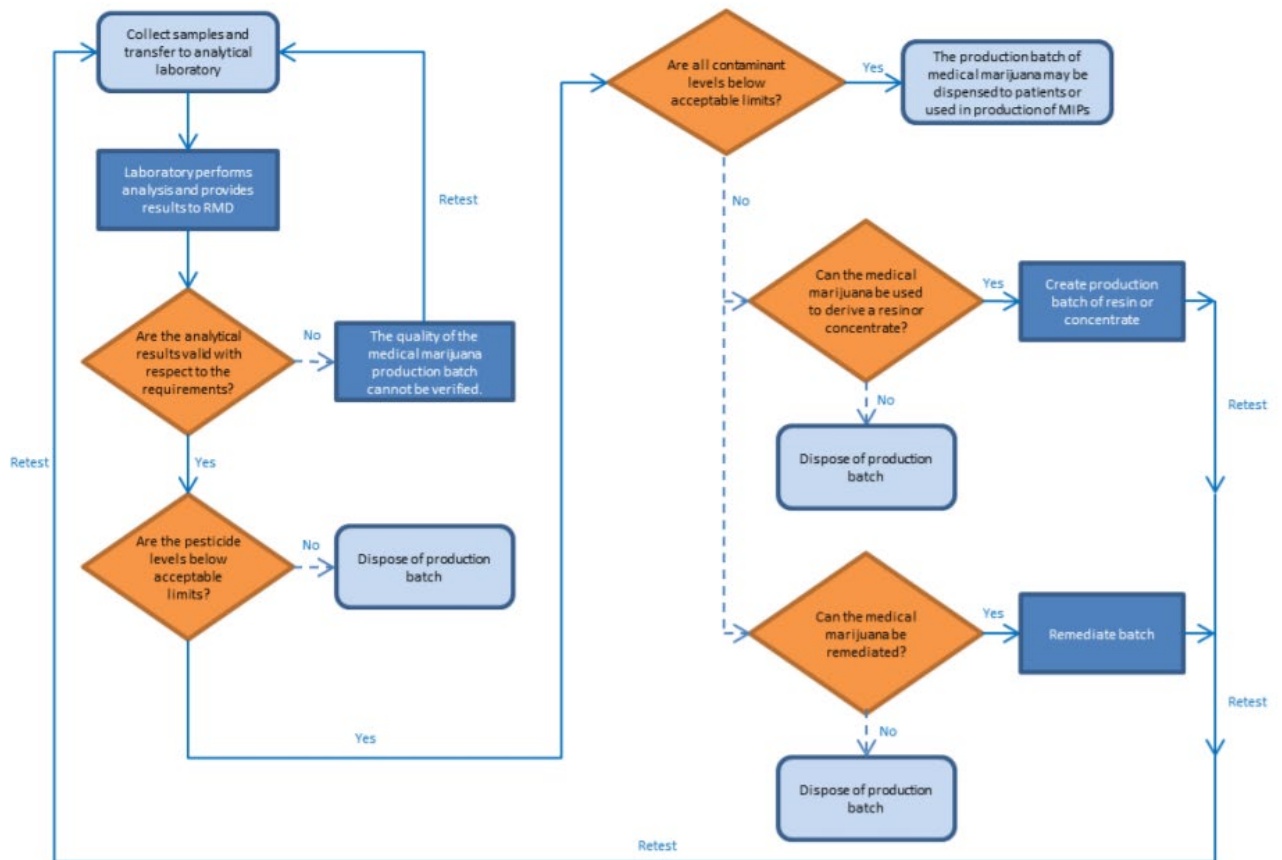 Collect samples and
transfer to analytical
laboratory
Laboratory performs
analysis and provides
results to RMD
Retest
Are the analytical
results valid with
respect to the
requirements?
No
The quality of the
medical marijuana
production batch
cannot be verified.
Retest
Yes
Are the pesticide
levels below
acceptable
limits?
No
Dispose of production
batch
Yes
Are all contaminant
levels below
acceptable limits?
Yes
The production batch of
medical marijuana may be
dispensed to patients or
used in production of MIPs
No
Can the medical
marijuana be used
to derive a resin or
concentrate?
Yes
Create production
batch of resin or
concentrate
Retest
No
Dispose of production
batch
Can the medical
marijuana be
remediated?
Yes
Remediate batch
Retest
No
Dispose of production
batch
Retest